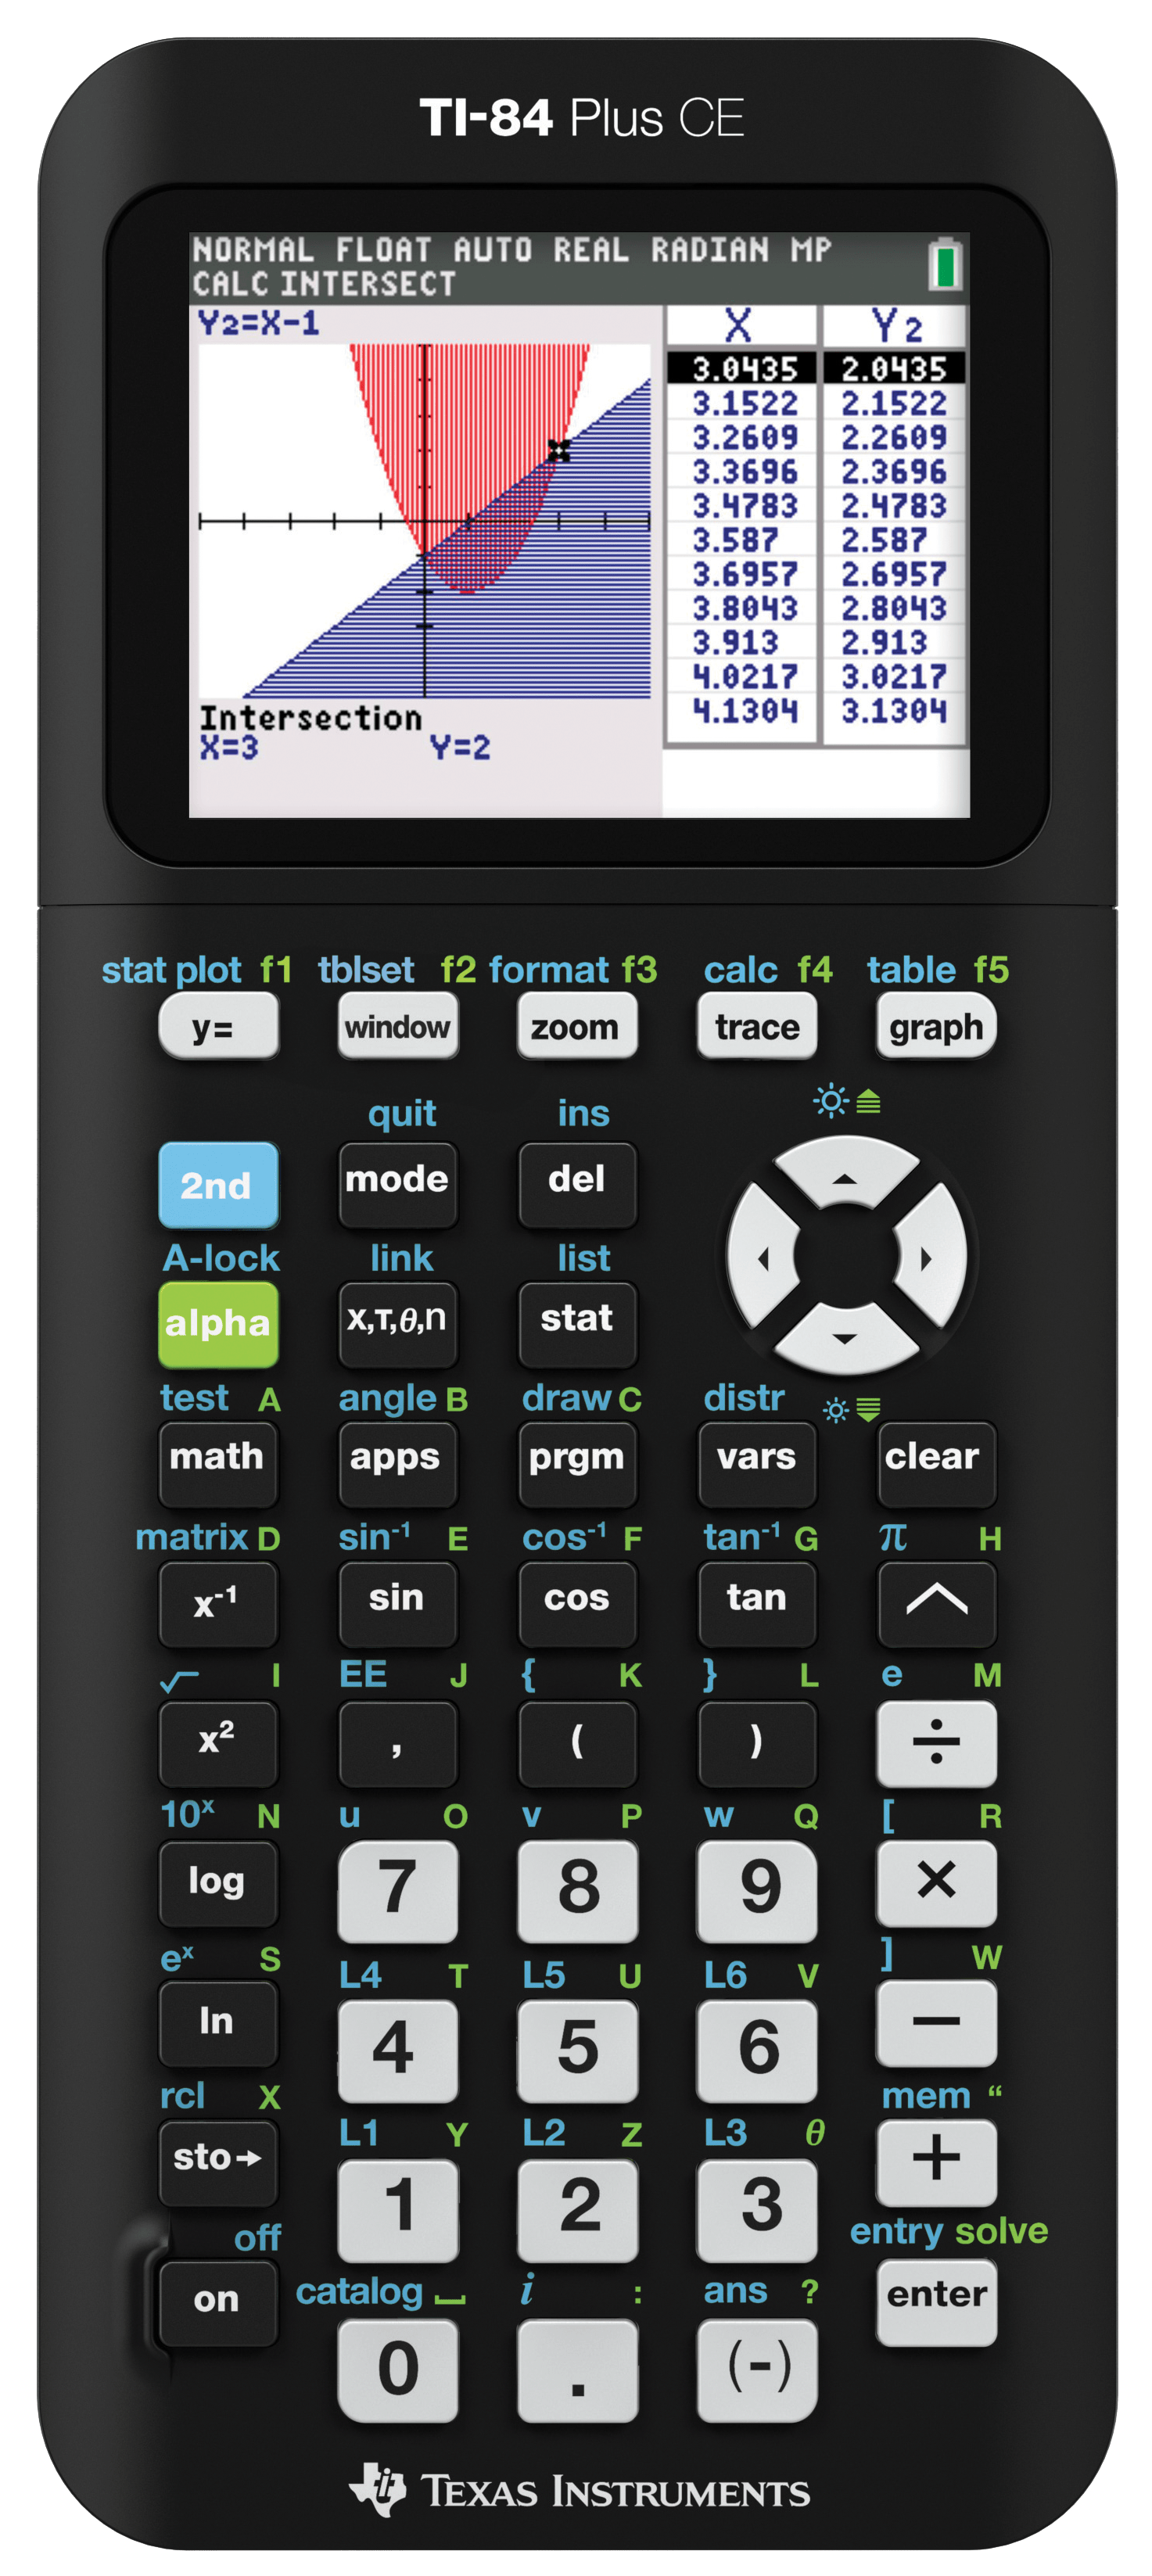 TI-84 Plus CE
NORMAL FLOAT AUTO REAL RADIAN MP
CALC INTERSECT
Y2=X-1
X Y2
3.0435 2.0435
3.1522 2.1522
3.2609 2.2609
3.3696 2.3696
3.4783 2.4783
3.587 2.587
3.6957 2.6957
3.8043 2.8043
3.913 2.913
4.0217 3.0217
4.1304 3.1304
Intersection
X=3 Y=2
stat plot f1 tblset f2 format f3 calc f4 table f5
y= window zoom trace graph
quit ins
2nd mode del
A-lock link list
alpha X,T,θ,n stat
test A angle B draw C distr
math apps prgm vars clear
matrix D sin⁻¹ E cos⁻¹ F tan⁻¹ G π H
x⁻¹ sin cos tan ^
√ I EE J { K } L e M
x² , ( ) ÷
10ˣ N u O v P w Q [ R
log 7 8 9 ×
eˣ S L4 T L5 U L6 V ] W
ln 4 5 6 −
rcl X L1 Y L2 Z L3 θ mem “
sto→ 1 2 3 +
off catalog ⎵ i : ans ? entry solve
on 0 . (-) enter
TEXAS INSTRUMENTS